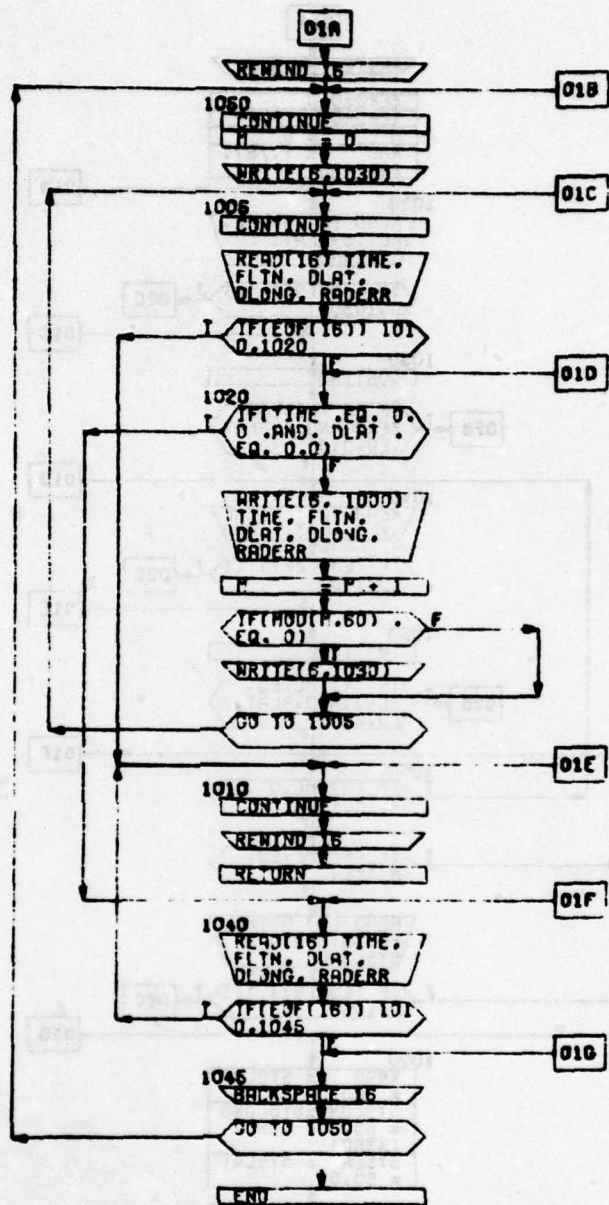 01A
REWIND 16
01B
1050
CONTINUE
M = 0
WRITE(6,1030)
01C
1005
CONTINUE
READ(16) TIME,
FLTN, DLAT,
DLONG, RADERR
T
IF(EOF(16)) 101
0,1020
F
01D
1020
T
IF(TIME .EQ. 0.
0 .AND. DLAT .
EQ. 0.0)
F
WRITE(6, 1000)
TIME, FLTN,
DLAT, DLONG,
RADERR
M = M + 1
IF(MOD(M,60) .
EQ. 0)
F
T
WRITE(6,1030)
GO TO 1005
01E
1010
CONTINUE
REWIND 16
RETURN
01F
1040
READ(16) TIME,
FLTN, DLAT,
DLONG, RADERR
T
IF(EOF(16)) 101
0,1045
F
01G
1045
BACKSPACE 16
GO TO 1050
END